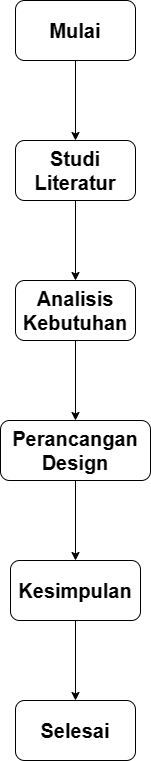 Mulai
Studi
Literatur
Analisis
Kebutuhan
Perancangan
Design
Kesimpulan
Selesai